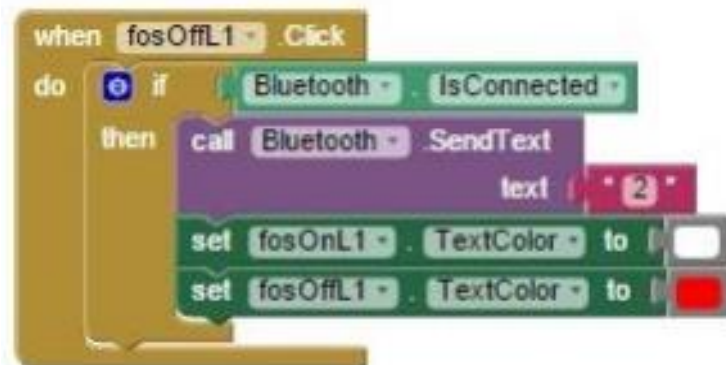 when fosOffL1 .Click
do if Bluetooth . IsConnected
then call Bluetooth .SendText
text "2"
set fosOnL1 . TextColor to
set fosOffL1 . TextColor to